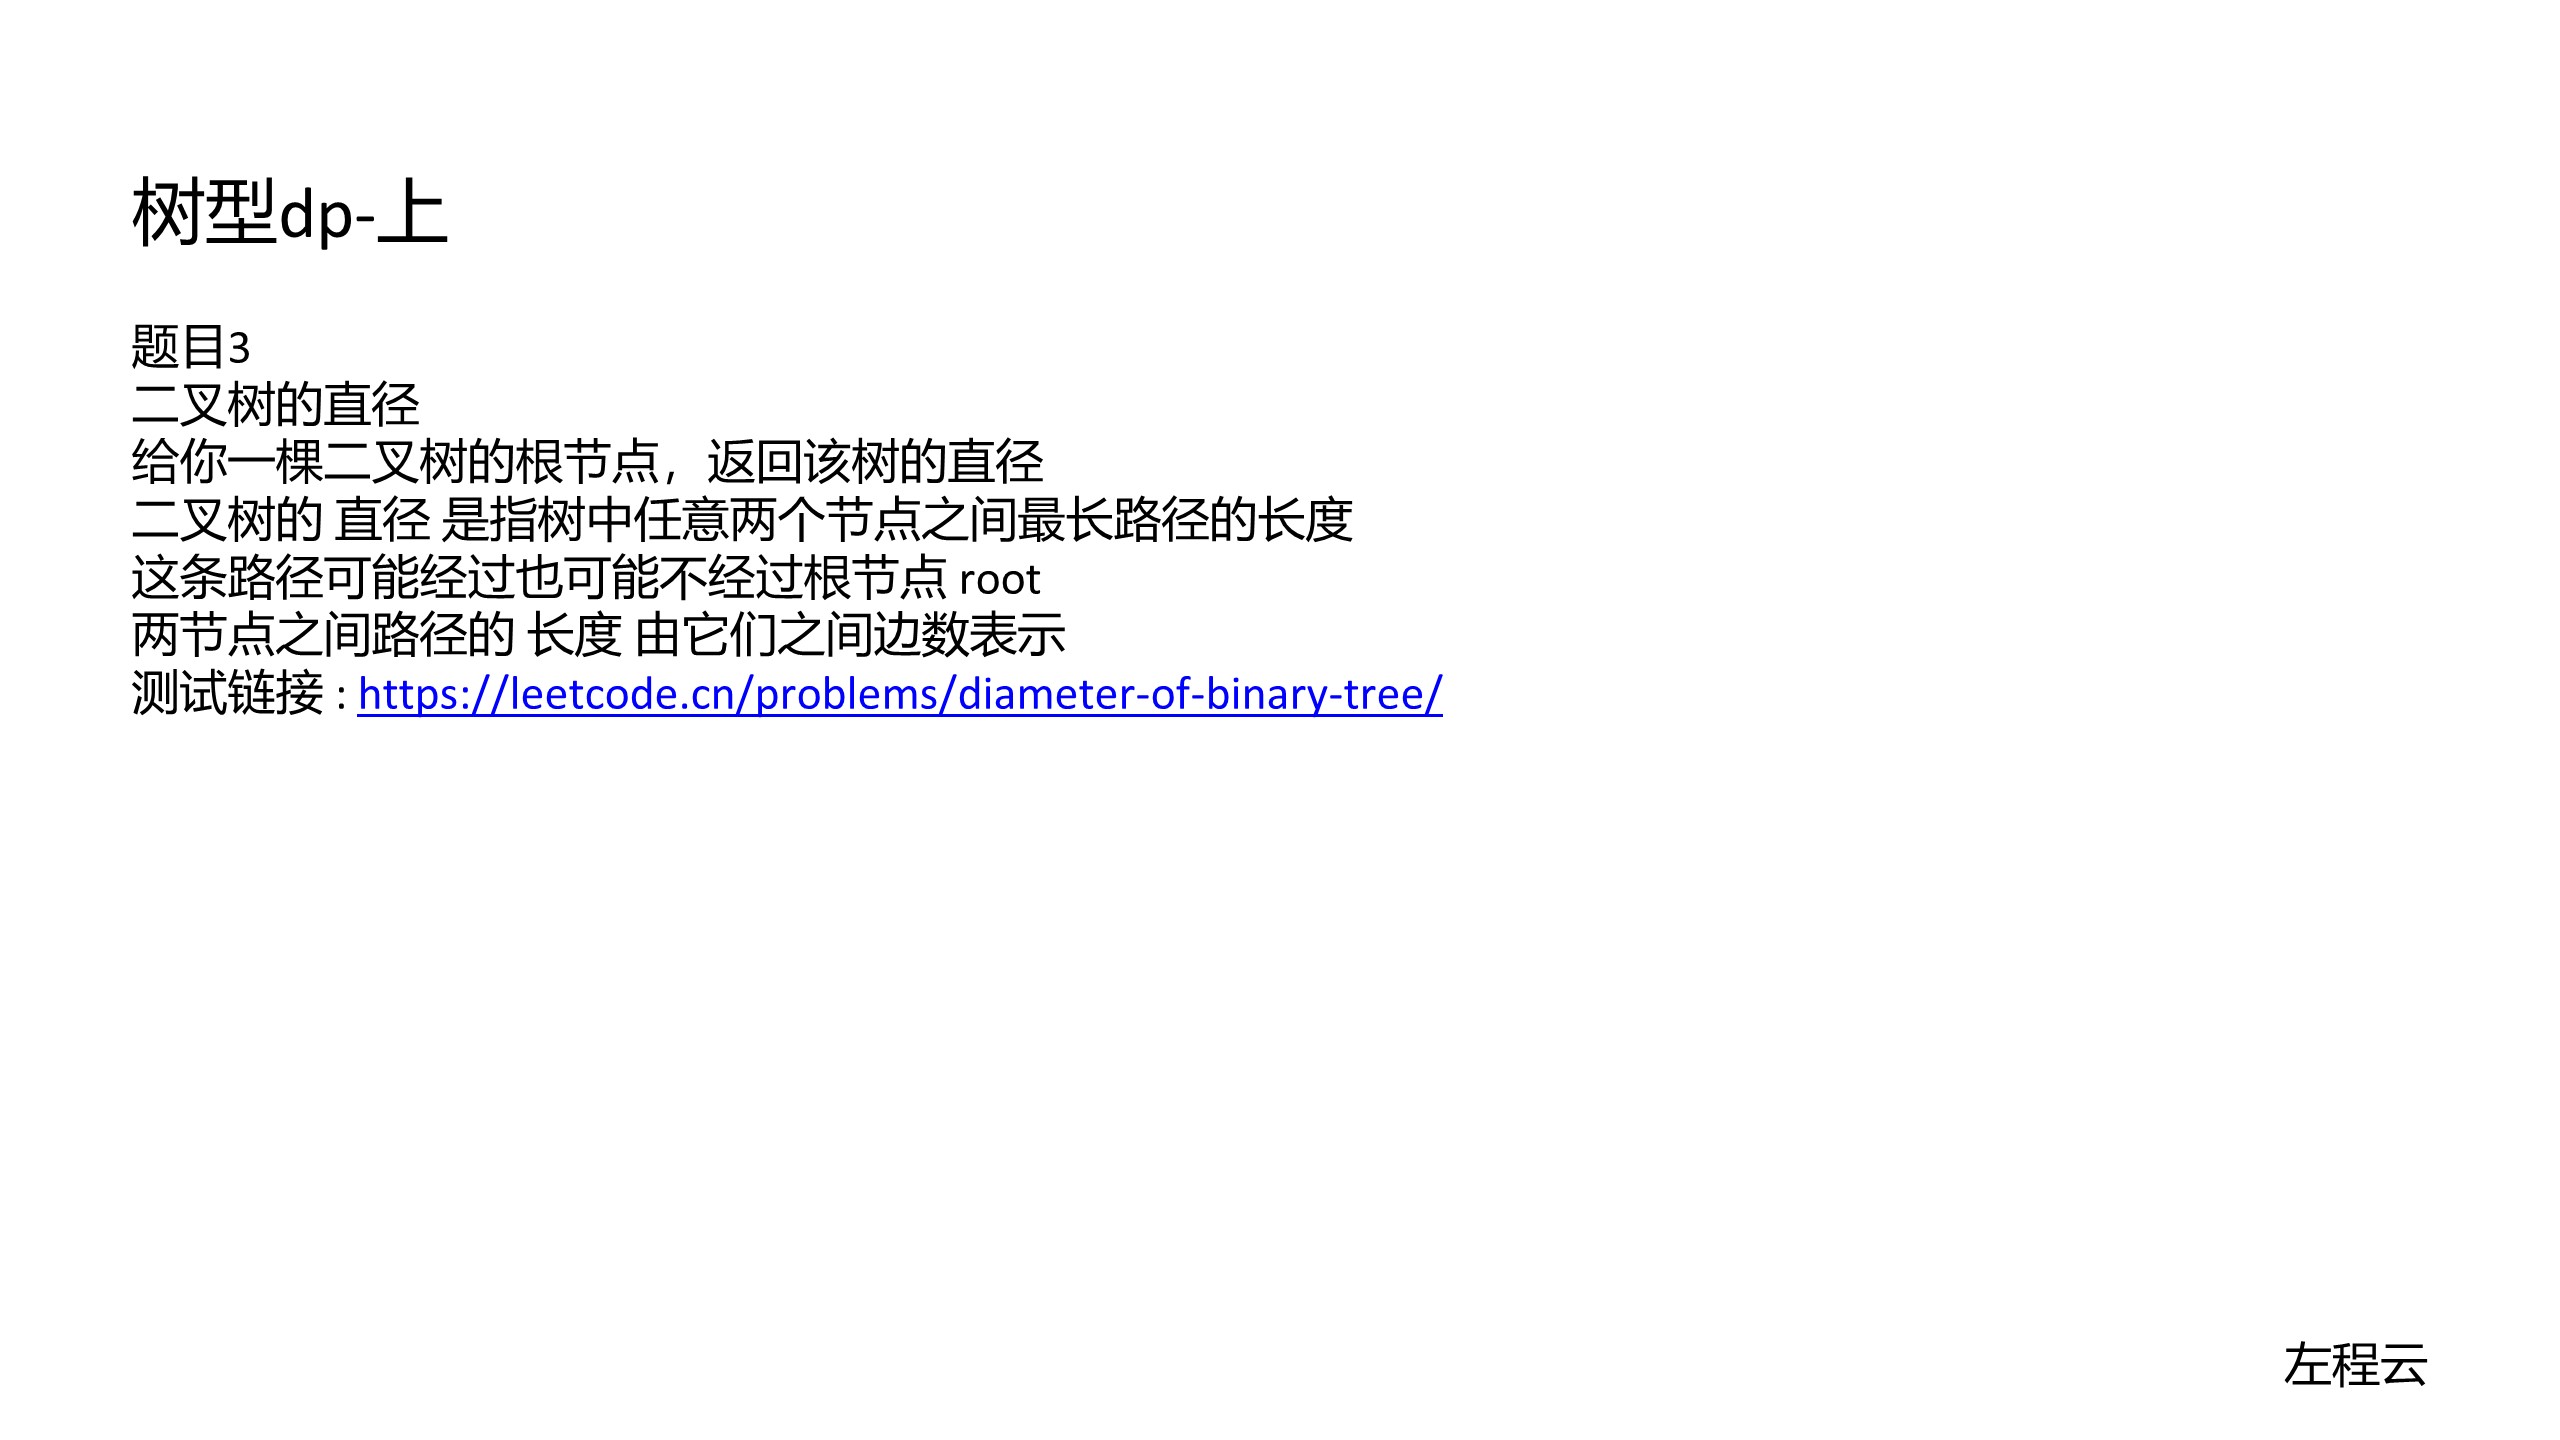 树型dp-上
题目3
二叉树的直径
给你一棵二叉树的根节点，返回该树的直径
二叉树的 直径 是指树中任意两个节点之间最长路径的长度
这条路径可能经过也可能不经过根节点 root
两节点之间路径的 长度 由它们之间边数表示
测试链接 : https://leetcode.cn/problems/diameter-of-binary-tree/
左程云